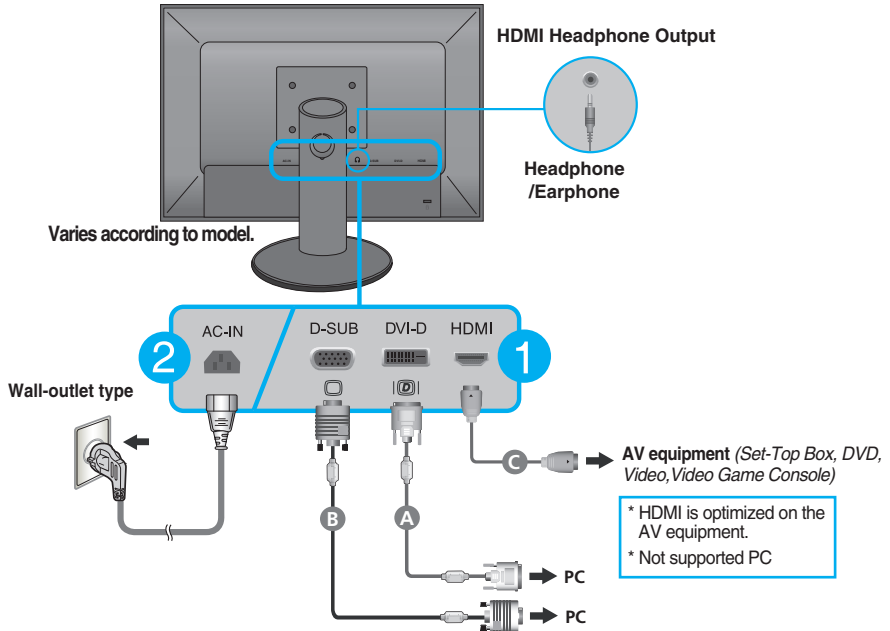 HDMI Headphone Output
Headphone
/Earphone
Varies according to model.
AC-IN
D-SUB
DVI-D
HDMI
2
1
D
Wall-outlet type
C
AV equipment (Set-Top Box, DVD,
Video,Video Game Console)
B
A
* HDMI is optimized on the
AV equipment.
* Not supported PC
PC
PC